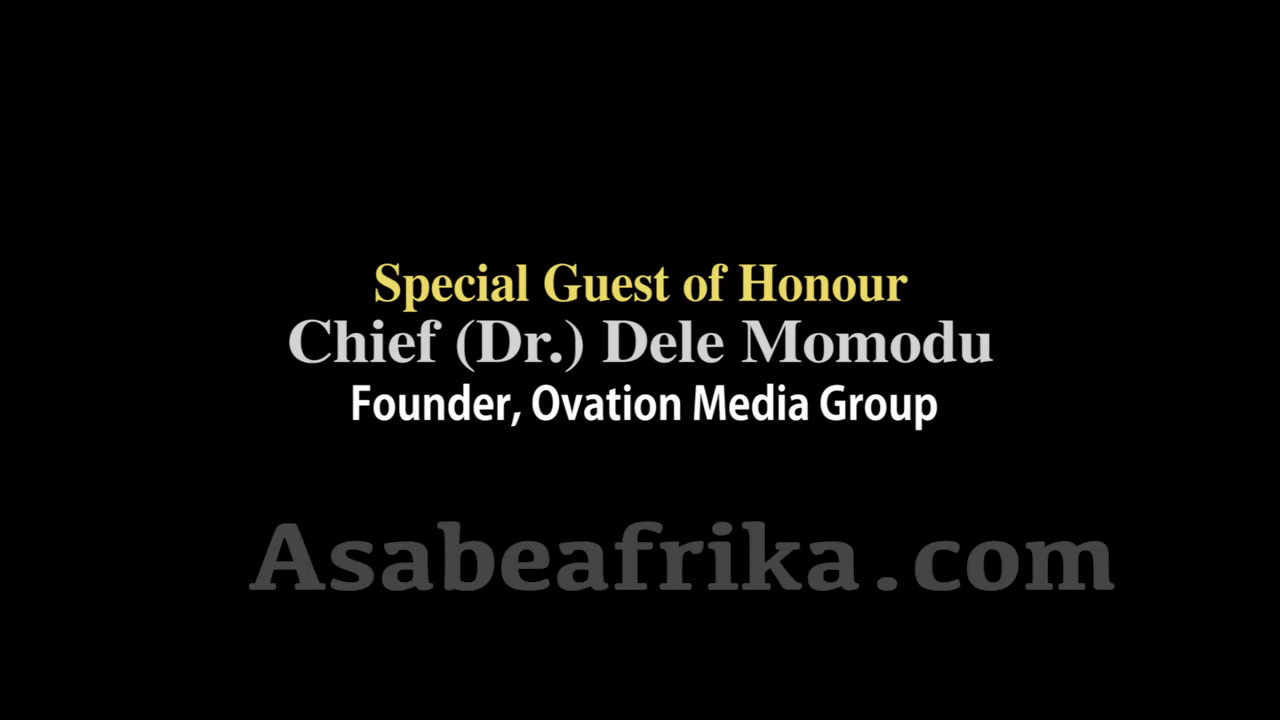 Special Guest of Honour
Chief (Dr.) Dele Momodu
Founder, Ovation Media Group
Asabeafrika.com